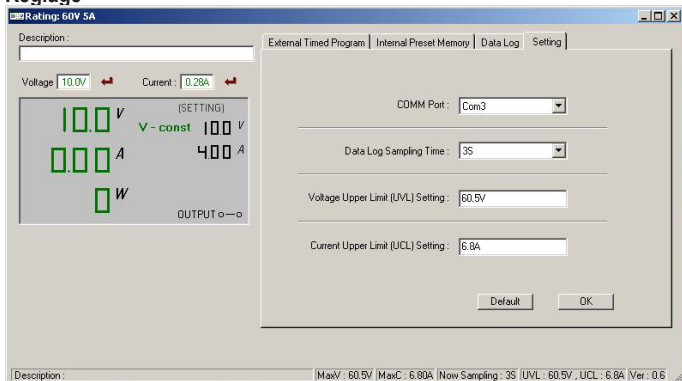 Réglage
Rating: 60V 5A
Description :
Voltage 10.0V Current : 0.28A
10.0 V
0.00 A
0 W
(SETTING)
V - const 10.0 V
4.00 A
OUTPUT
External Timed Program Internal Preset Memory Data Log Setting
COMM Port : Com3
Data Log Sampling Time : 3S
Voltage Upper Limit (UVL) Setting : 60.5V
Current Upper Limit (UCL) Setting : 6.8A
Default OK
Description : MaxV : 60.5V MaxC : 6.80A Now Sampling : 3S UVL : 60.5V , UCL : 6.8A Ver : 0.6